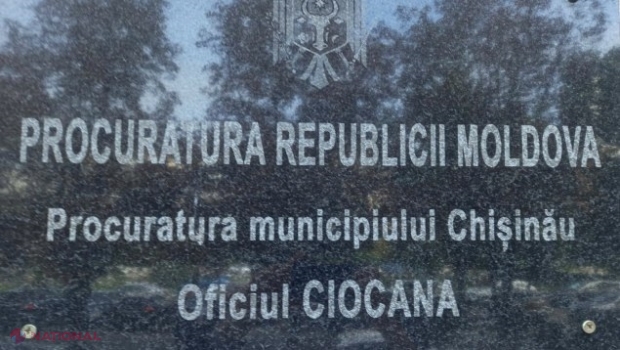 PROCURATURA REPUBLICII MOLDOVA
Procuratura municipiului Chișinău
Oficiul CIOCANA